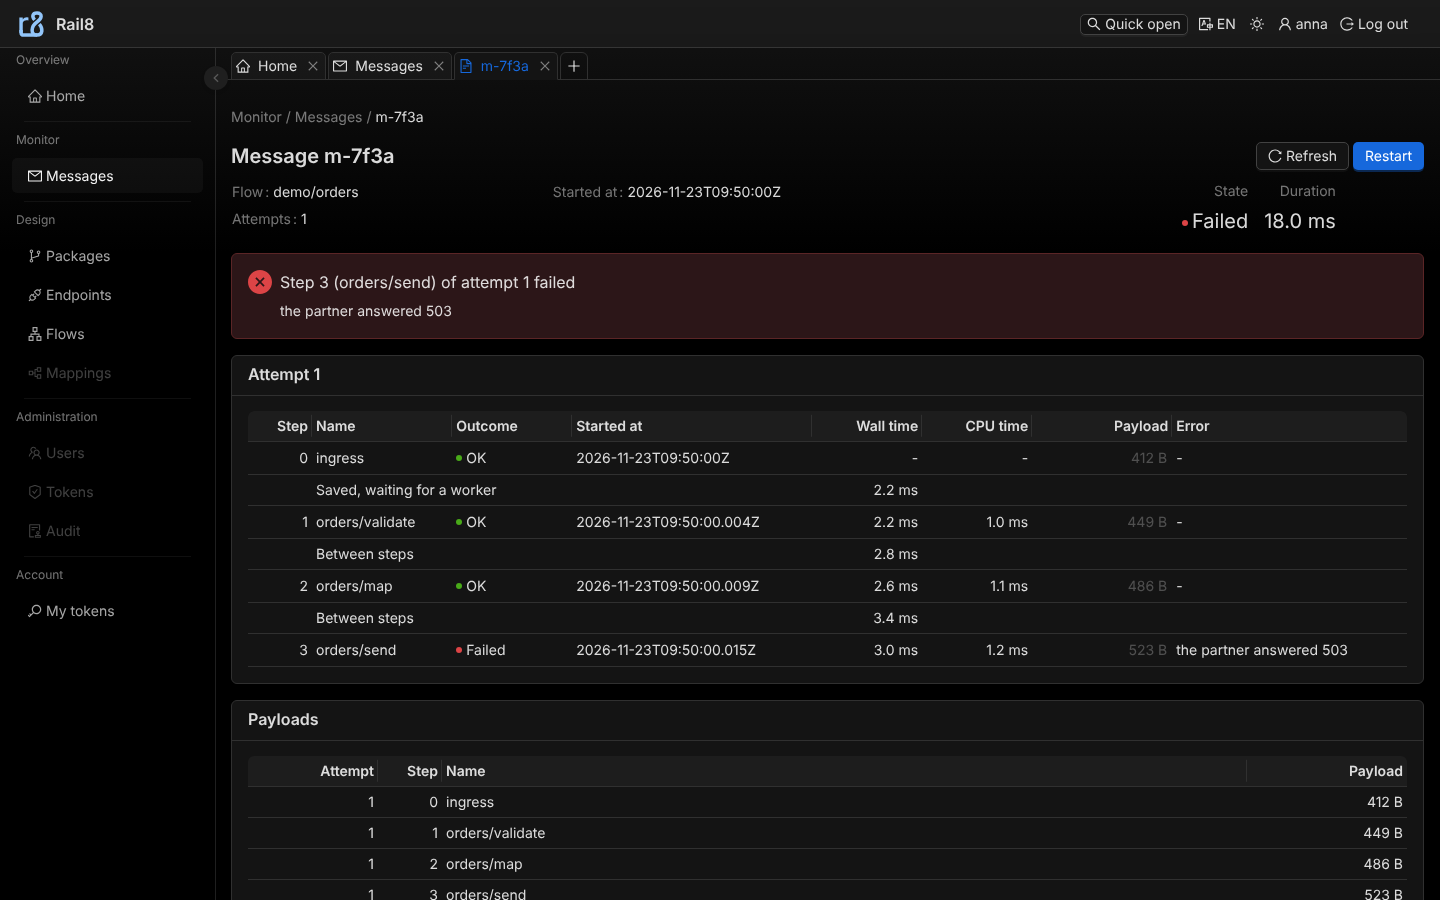 Rail8
Quick open
EN
anna
Log out
Overview
Home
Monitor
Messages
Design
Packages
Endpoints
Flows
Mappings
Administration
Users
Tokens
Audit
Account
My tokens
Home
Messages
m-7f3a
Monitor / Messages / m-7f3a
Message m-7f3a
Refresh
Restart
Flow : demo/orders
Started at : 2026-11-23T09:50:00Z
Attempts : 1
State Duration
Failed 18.0 ms
Step 3 (orders/send) of attempt 1 failed
the partner answered 503
Attempt 1
Step Name Outcome Started at Wall time CPU time Payload Error
0 ingress OK 2026-11-23T09:50:00Z - - 412 B -
Saved, waiting for a worker 2.2 ms
1 orders/validate OK 2026-11-23T09:50:00.004Z 2.2 ms 1.0 ms 449 B -
Between steps 2.8 ms
2 orders/map OK 2026-11-23T09:50:00.009Z 2.6 ms 1.1 ms 486 B -
Between steps 3.4 ms
3 orders/send Failed 2026-11-23T09:50:00.015Z 3.0 ms 1.2 ms 523 B the partner answered 503
Payloads
Attempt Step Name Payload
1 0 ingress 412 B
1 1 orders/validate 449 B
1 2 orders/map 486 B
1 3 orders/send 523 B